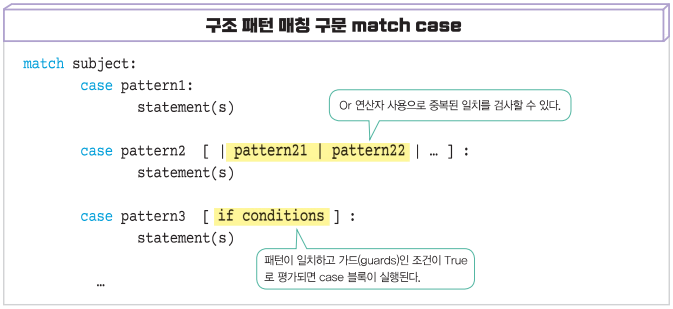 구조 패턴 매칭 구문 match case
match subject:
case pattern1:
statement(s)
Or 연산자 사용으로 중복된 일치를 검사할 수 있다.
case pattern2 [ | pattern21 | pattern22 | … ] :
statement(s)
case pattern3 [ if conditions ] :
statement(s)
패턴이 일치하고 가드(guards)인 조건이 True
로 평가되면 case 블록이 실행된다.
…